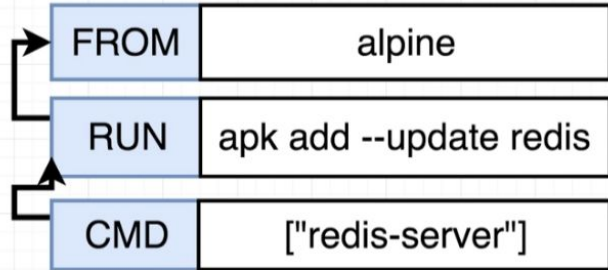 FROM alpine
RUN apk add --update redis
CMD ["redis-server"]